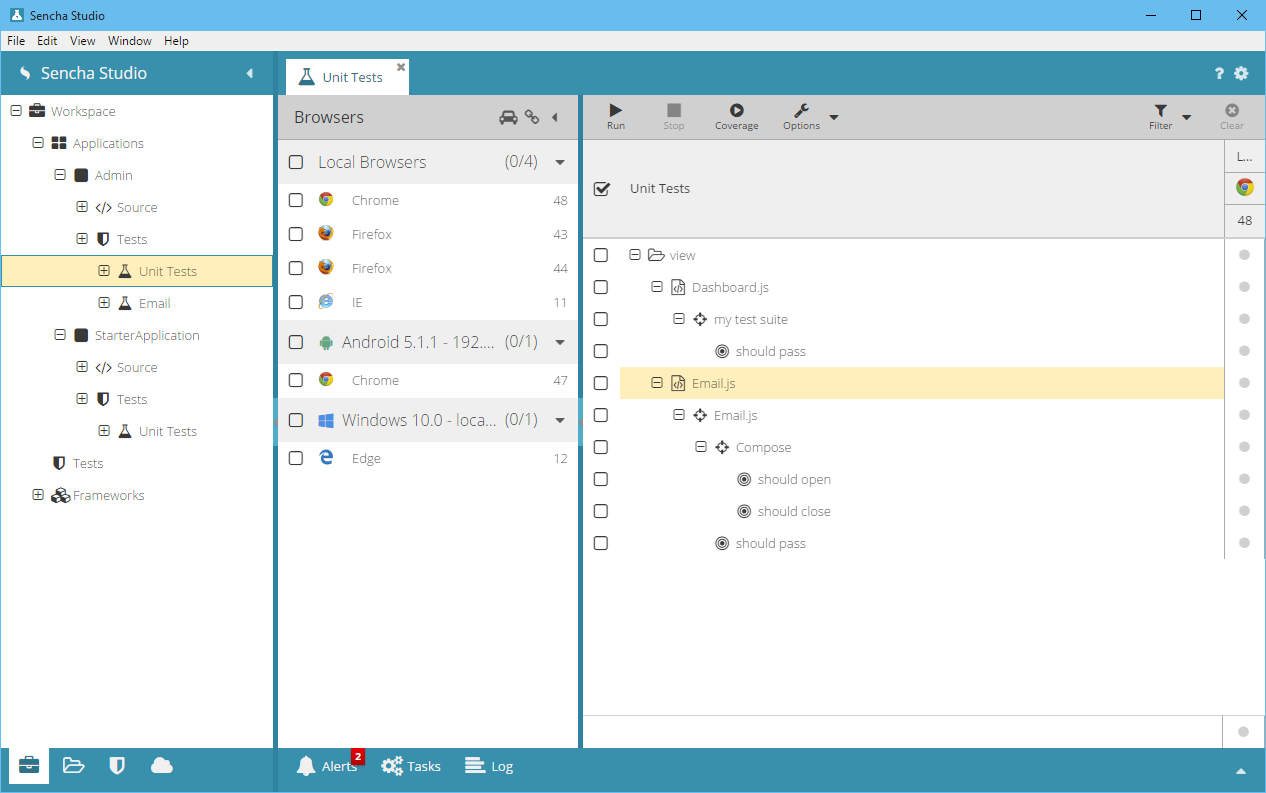 Sencha Studio
File Edit View Window Help
Sencha Studio
Unit Tests
Workspace
Applications
Admin
Source
Tests
Unit Tests
Email
StarterApplication
Source
Tests
Unit Tests
Tests
Frameworks
Browsers
Local Browsers (0/4)
Chrome 48
Firefox 43
Firefox 44
IE 11
Android 5.1.1 - 192.... (0/1)
Chrome 47
Windows 10.0 - loca... (0/1)
Edge 12
Run Stop Coverage Options Filter Clear
Unit Tests
L...
48
view
Dashboard.js
my test suite
should pass
Email.js
Email.js
Compose
should open
should close
should pass
Alerts 2 Tasks Log